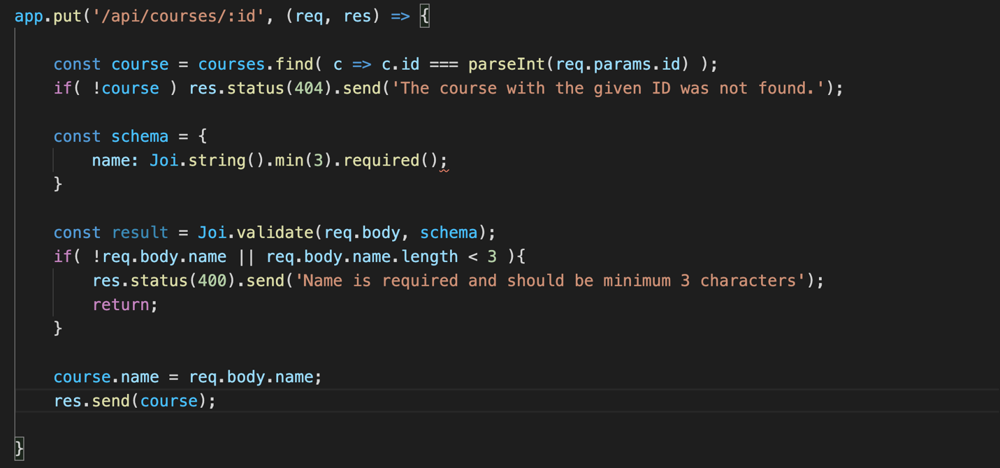 app.put('/api/courses/:id', (req, res) => {
const course = courses.find( c => c.id === parseInt(req.params.id) );
if( !course ) res.status(404).send('The course with the given ID was not found.');
const schema = {
name: Joi.string().min(3).required();
}
const result = Joi.validate(req.body, schema);
if( !req.body.name || req.body.name.length < 3 ){
res.status(400).send('Name is required and should be minimum 3 characters');
return;
}
course.name = req.body.name;
res.send(course);
}